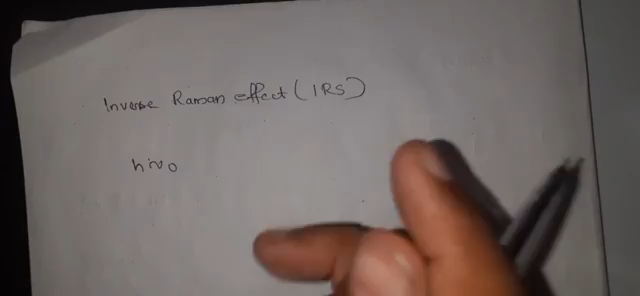 Inverse Raman effect (IRS)
hν₀